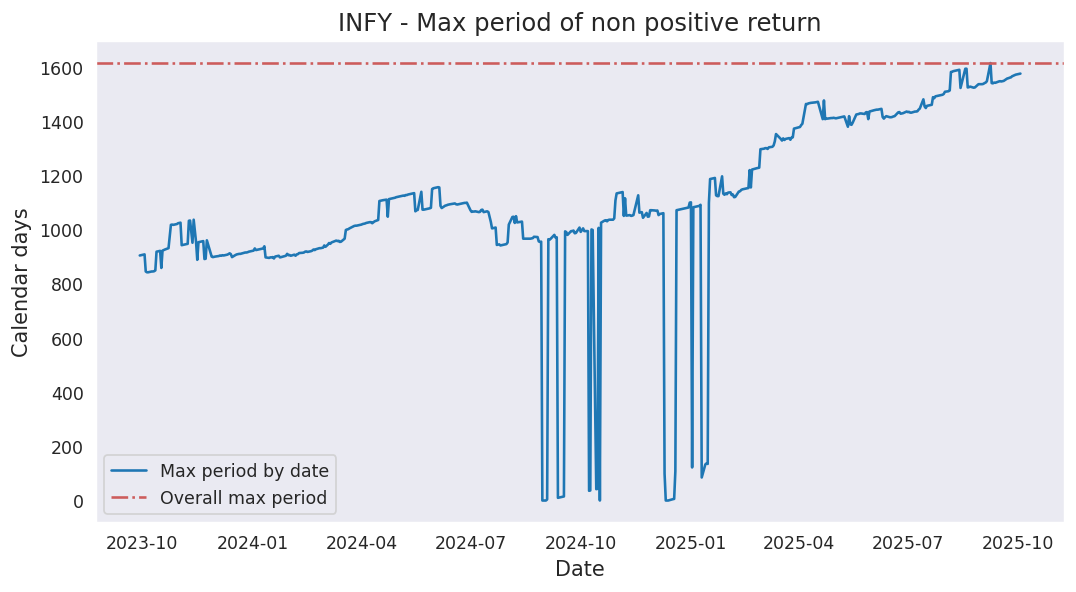 INFY - Max period of non positive return
Calendar days
1600
1400
1200
1000
800
600
400
200
0
Max period by date
Overall max period
2023-10 2024-01 2024-04 2024-07 2024-10 2025-01 2025-04 2025-07 2025-10
Date